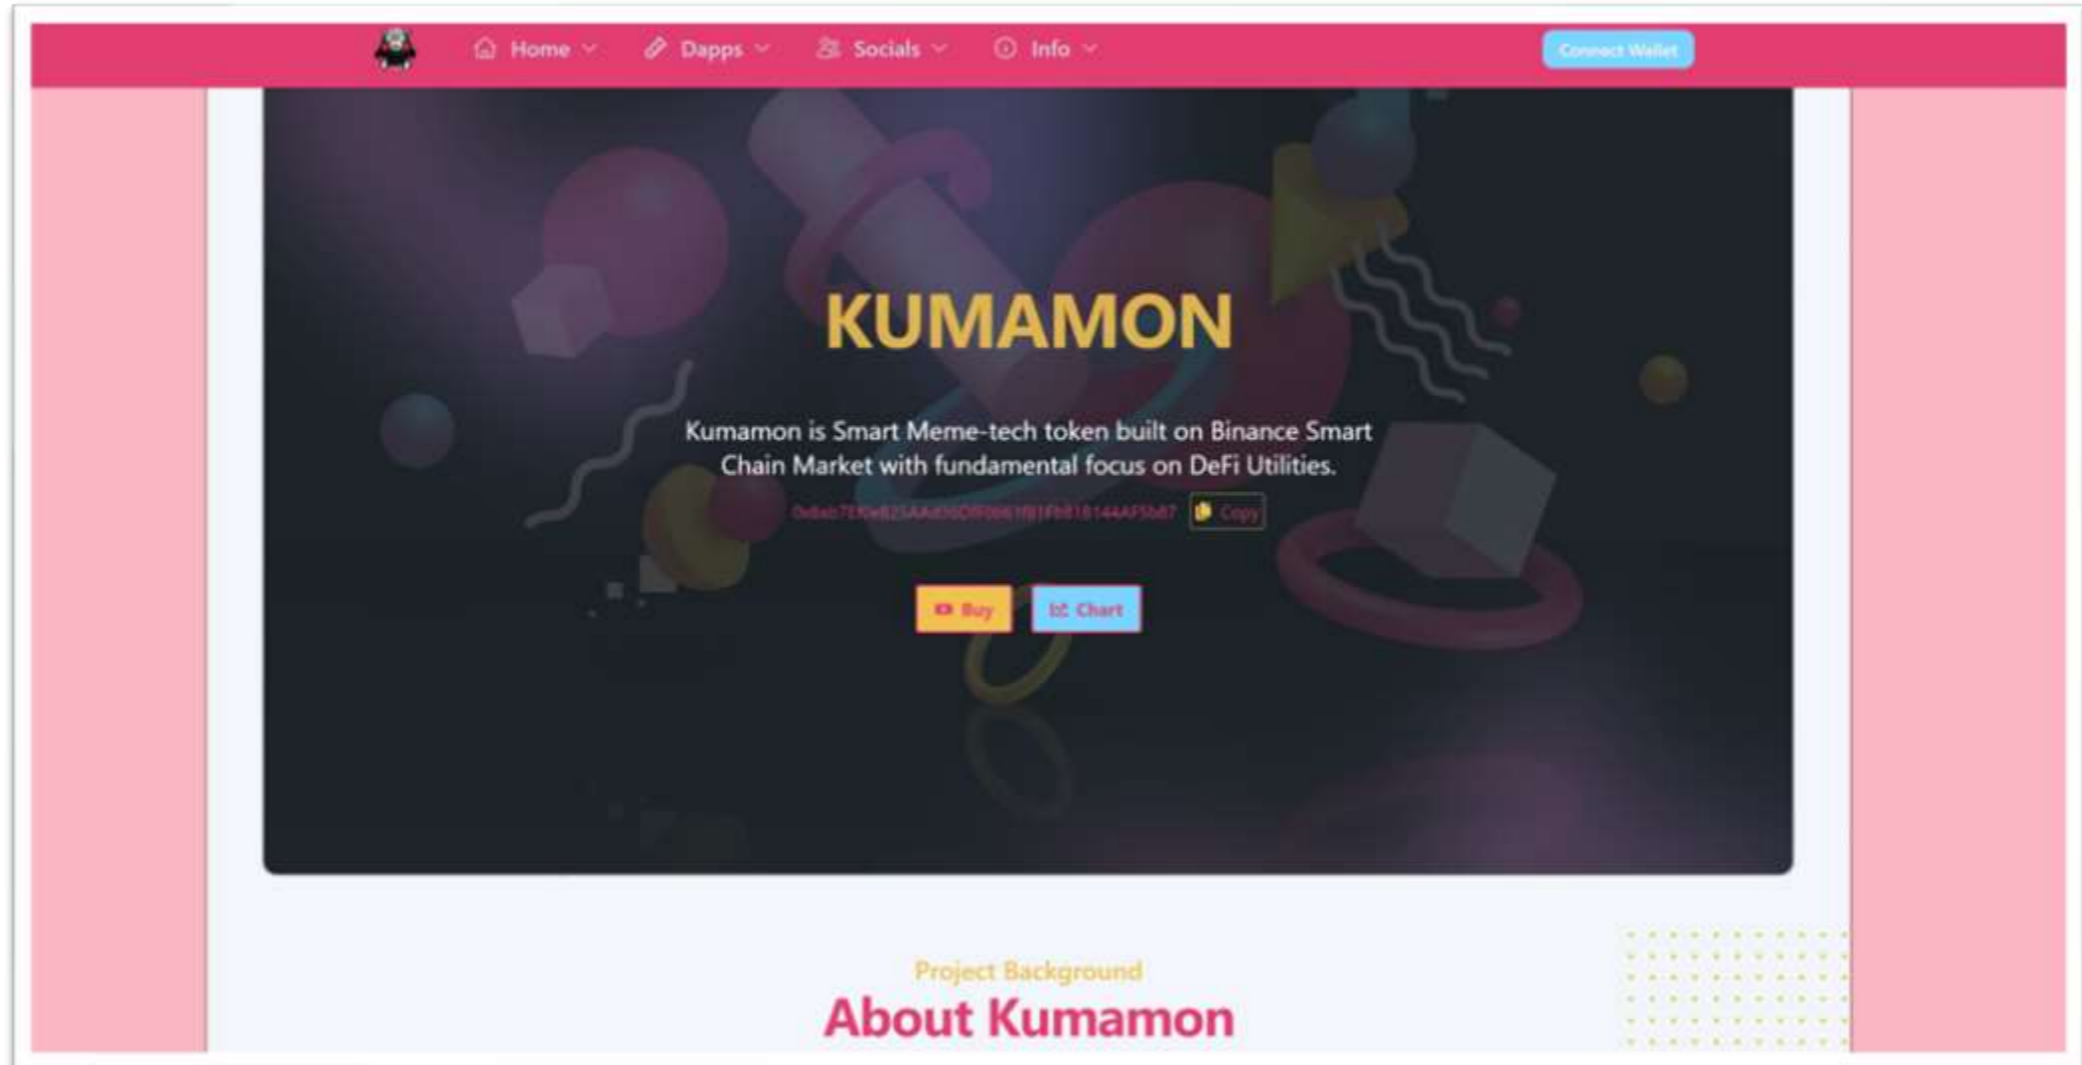 Home
Dapps
Socials
Info
Connect Wallet
KUMAMON
Kumamon is Smart Meme-tech token built on Binance Smart
Chain Market with fundamental focus on DeFi Utilities.
Copy
Buy
Chart
Project Background
About Kumamon